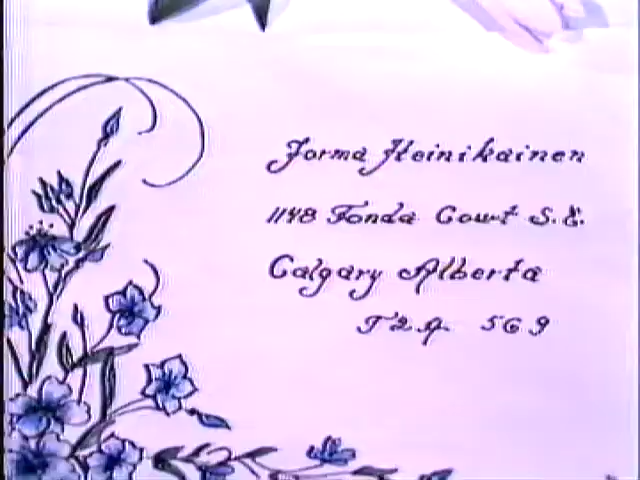 Jorma Heinikainen
1148 Fonda Court S.E.
Calgary Alberta
T2A 5G9